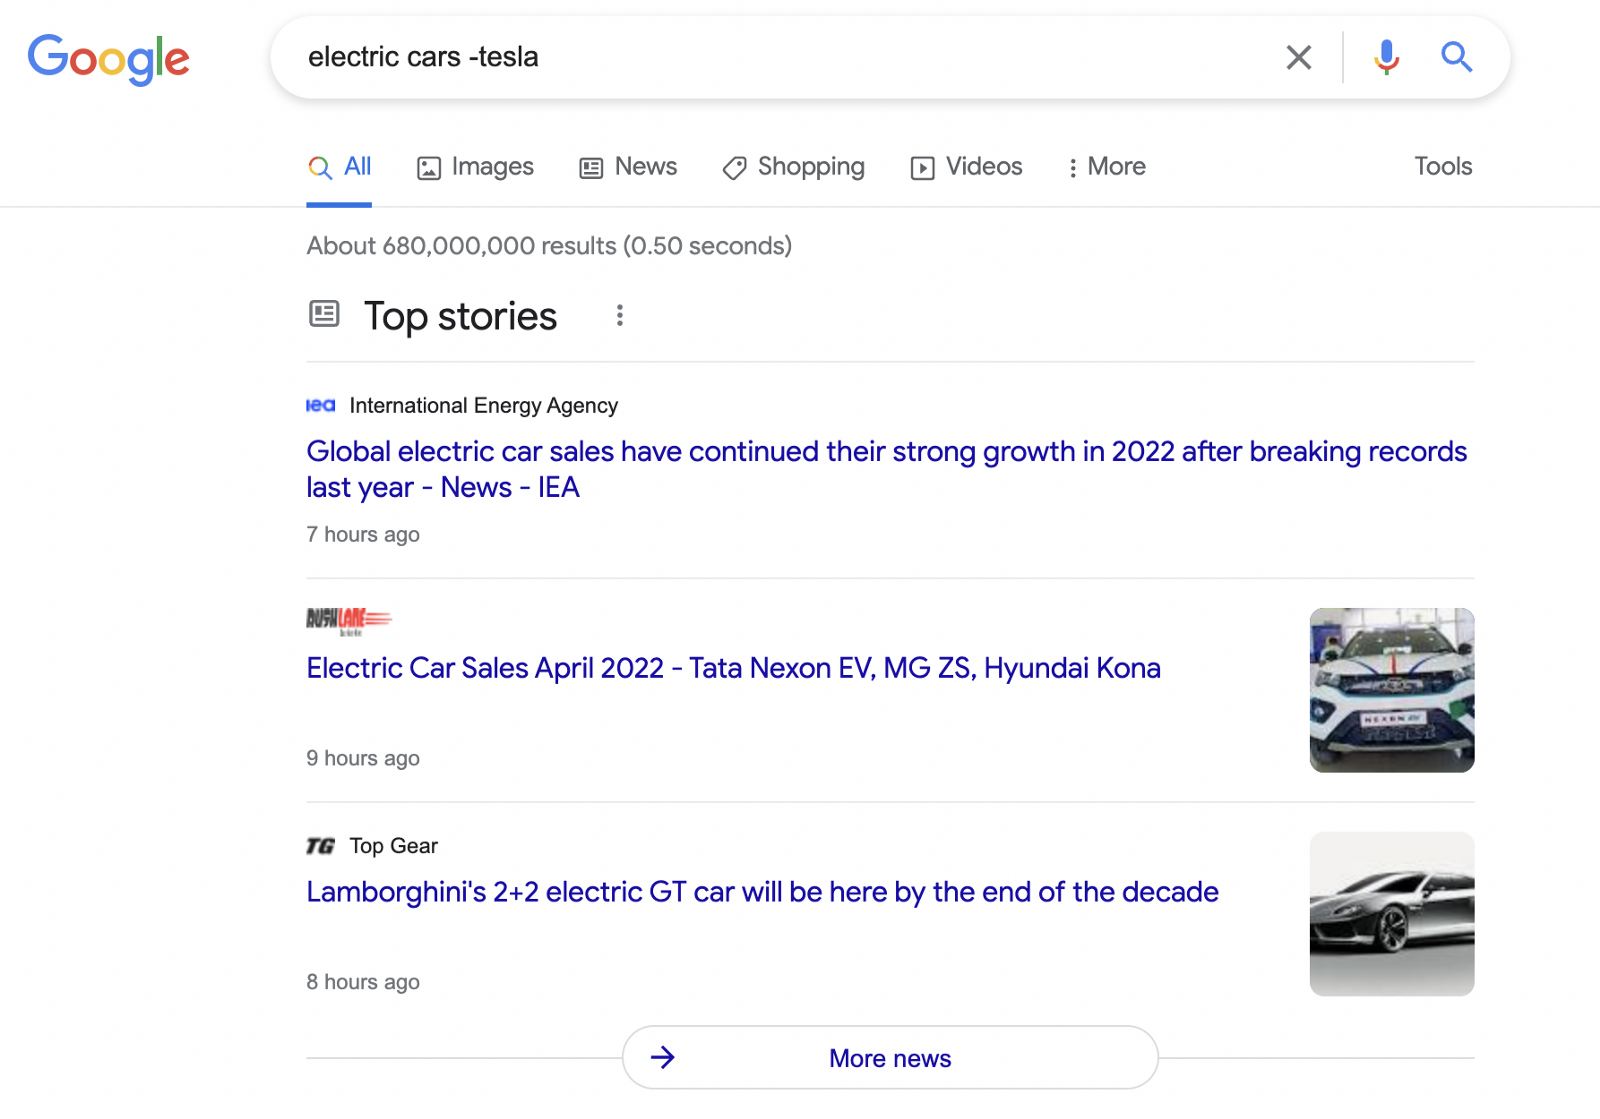 Google
electric cars -tesla
All Images News Shopping Videos More Tools
About 680,000,000 results (0.50 seconds)
Top stories
iea International Energy Agency
Global electric car sales have continued their strong growth in 2022 after breaking records
last year - News - IEA
7 hours ago
RUSHLANE
Electric Car Sales April 2022 - Tata Nexon EV, MG ZS, Hyundai Kona
NEXON EV
9 hours ago
TG Top Gear
Lamborghini's 2+2 electric GT car will be here by the end of the decade
8 hours ago
More news